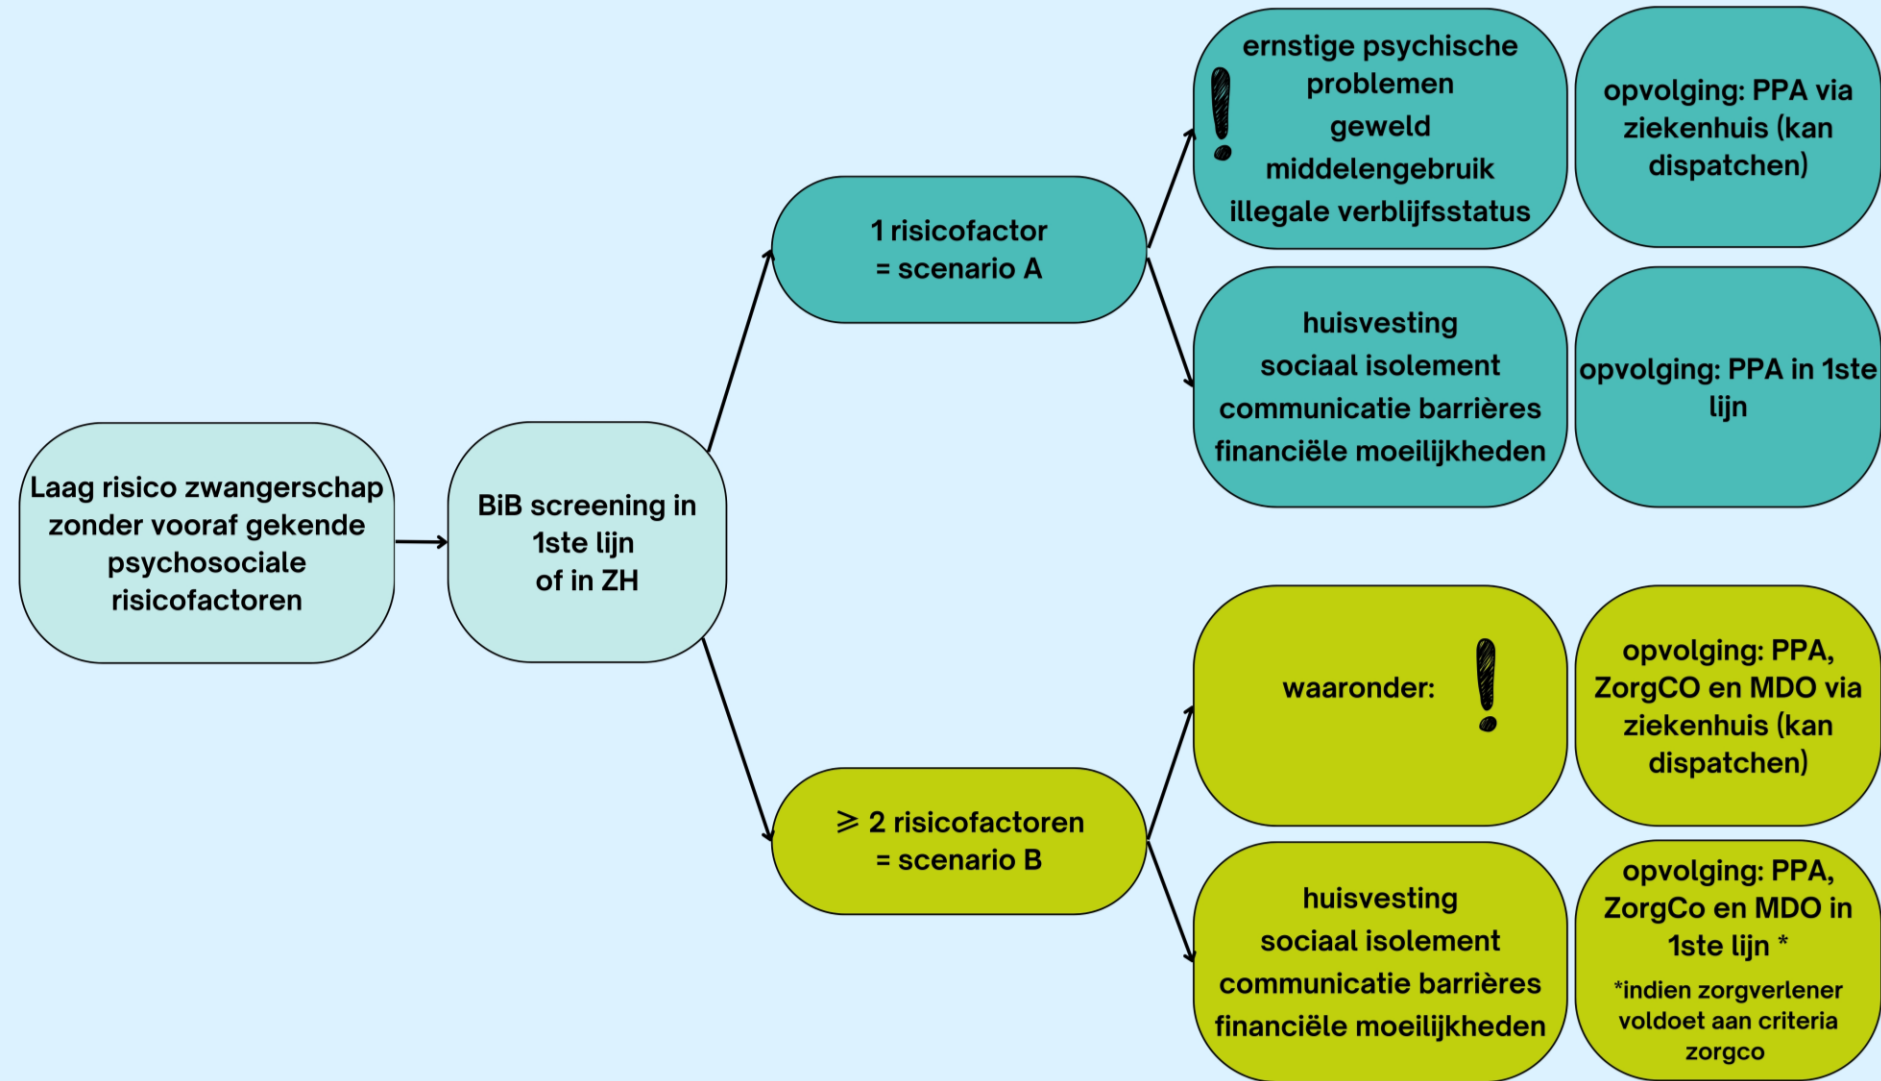 Laag risico zwangerschap
zonder vooraf gekende
psychosociale
risicofactoren
BiB screening in
1ste lijn
of in ZH
1 risicofactor
= scenario A
ernstige psychische
problemen
geweld
middelengebruik
illegale verblijfsstatus
!
opvolging: PPA via
ziekenhuis (kan
dispatchen)
huisvesting
sociaal isolement
communicatie barrières
financiële moeilijkheden
opvolging: PPA in 1ste
lijn
⩾ 2 risicofactoren
= scenario B
waaronder: !
opvolging: PPA,
ZorgCO en MDO via
ziekenhuis (kan
dispatchen)
huisvesting
sociaal isolement
communicatie barrières
financiële moeilijkheden
opvolging: PPA,
ZorgCo en MDO in
1ste lijn *
*indien zorgverlener
voldoet aan criteria
zorgco